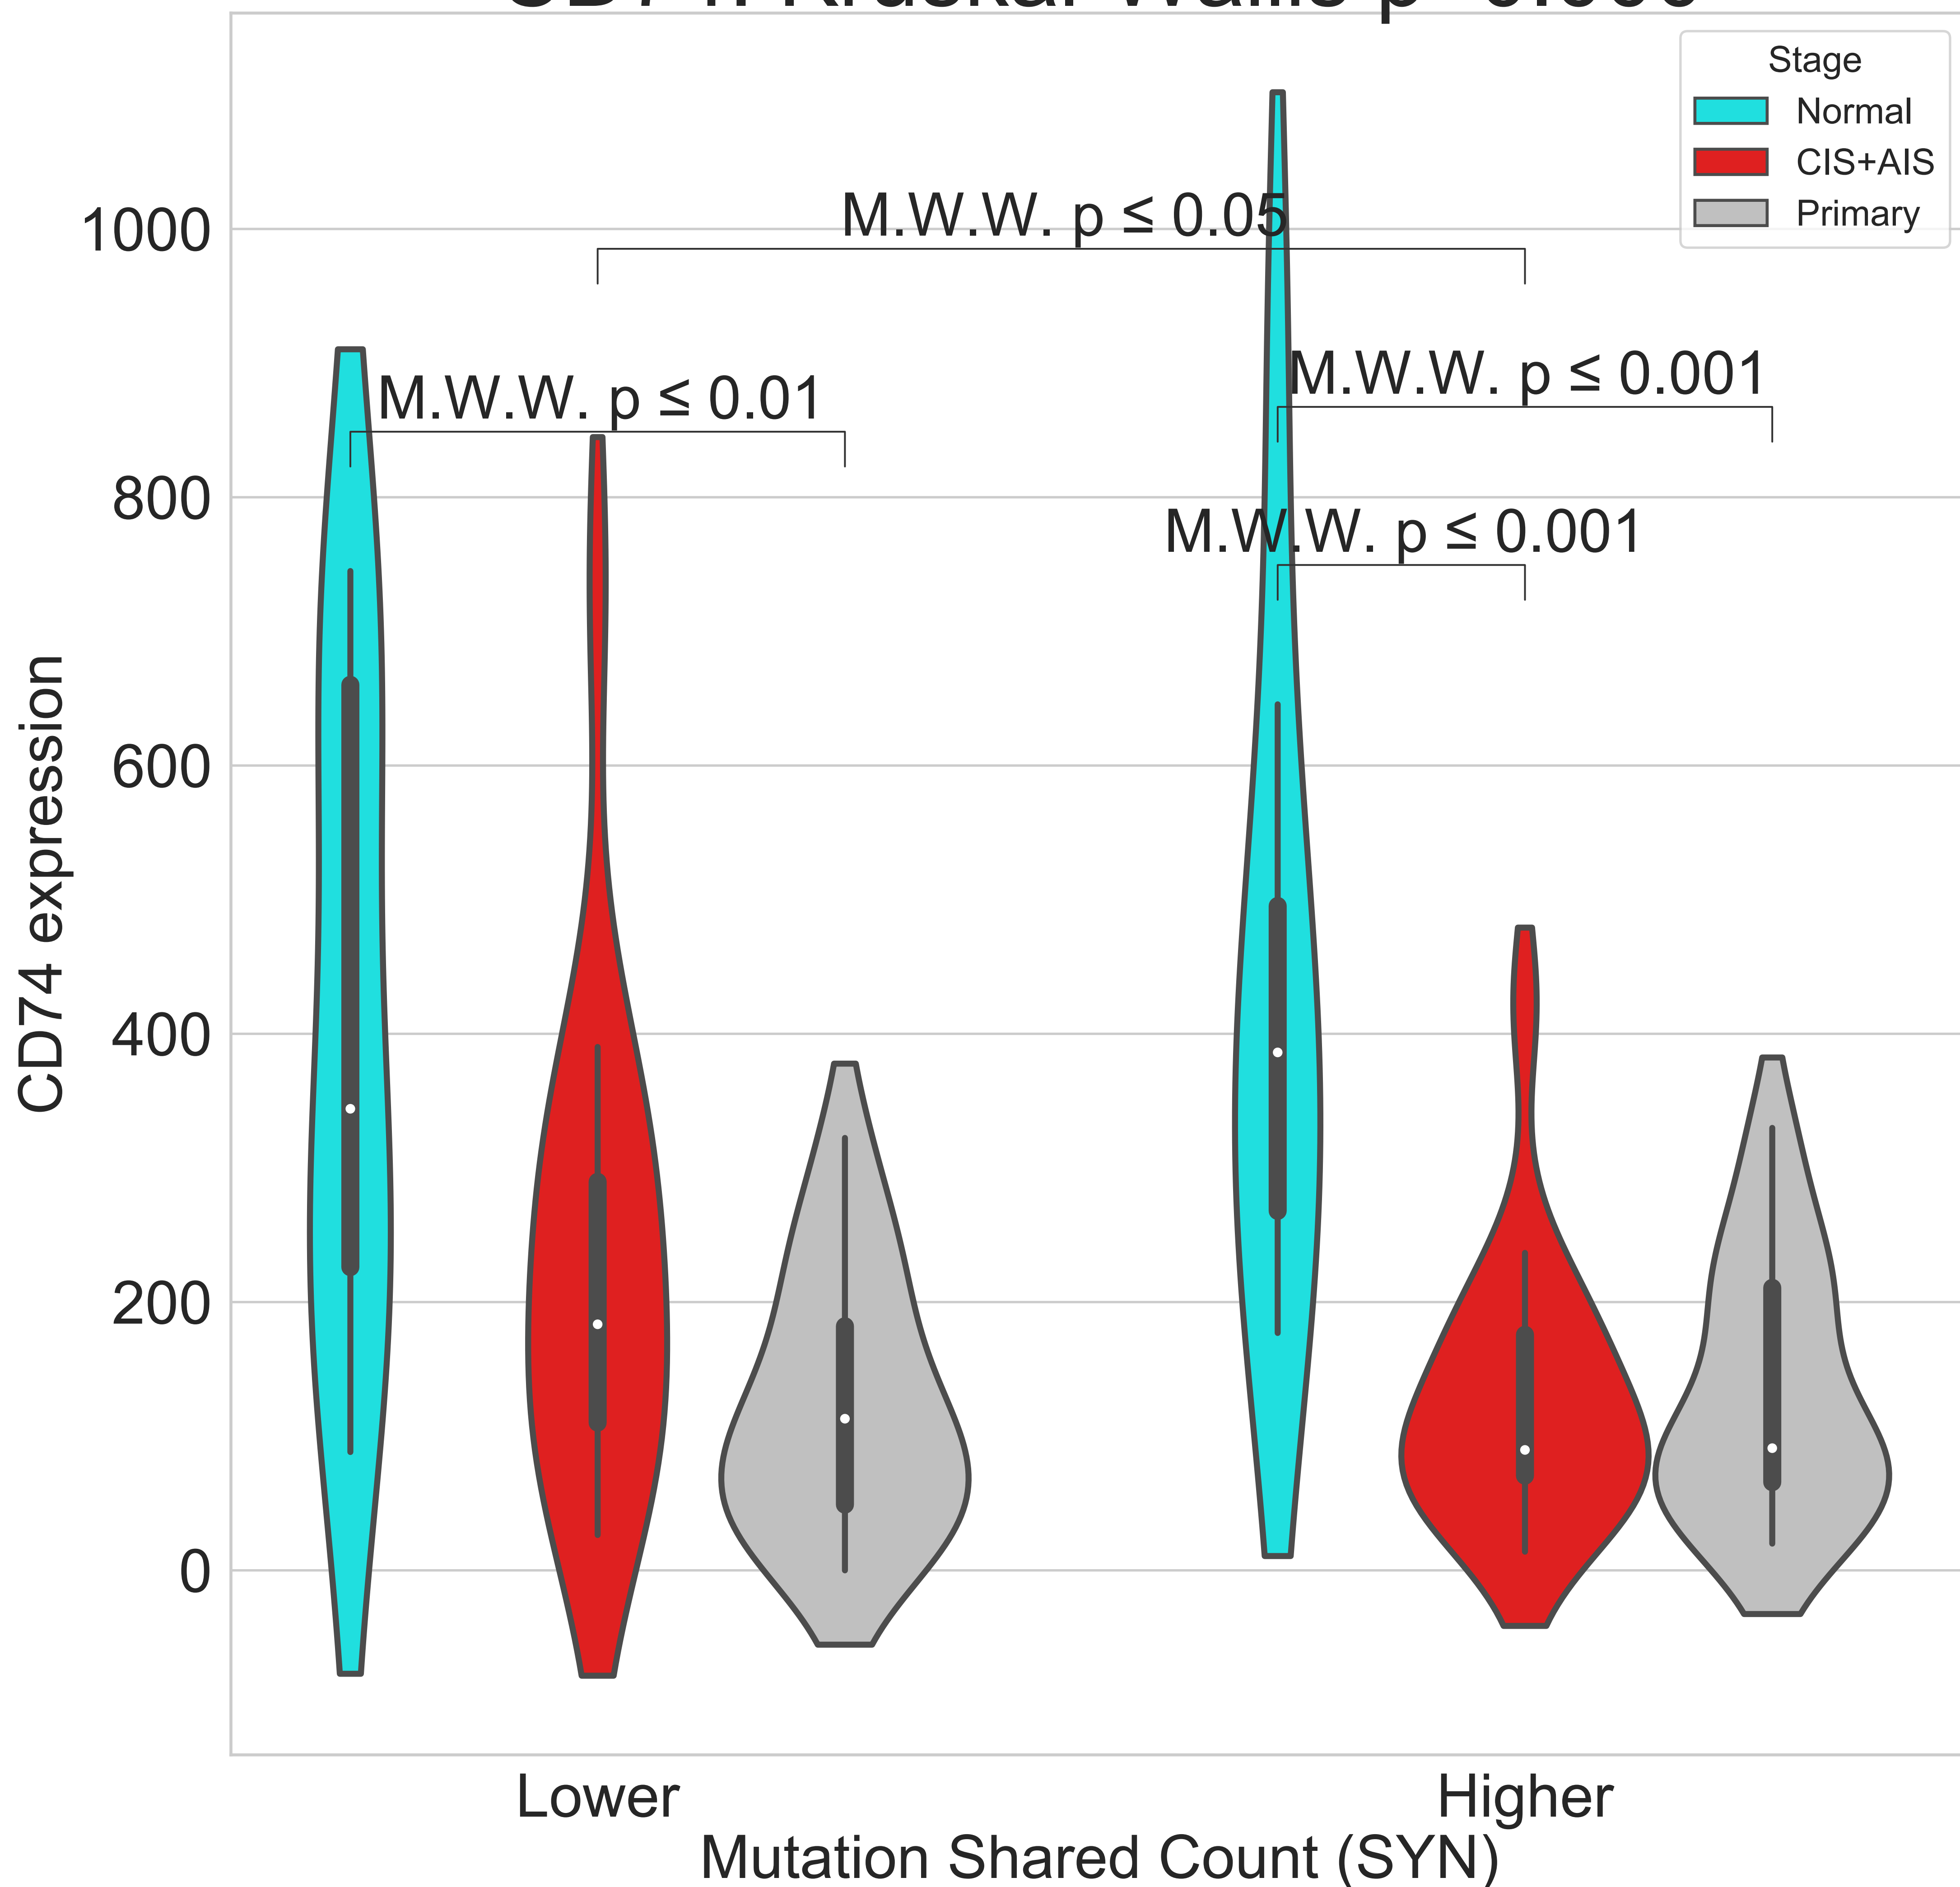 Stage
Normal
CIS+AIS
Primary
M.W.W. p ≤ 0.05
M.W.W. p ≤ 0.001
M.W.W. p ≤ 0.01
M.W.W. p ≤ 0.001
1000
800
600
400
200
0
CD74 expression
Lower
Higher
Mutation Shared Count (SYN)